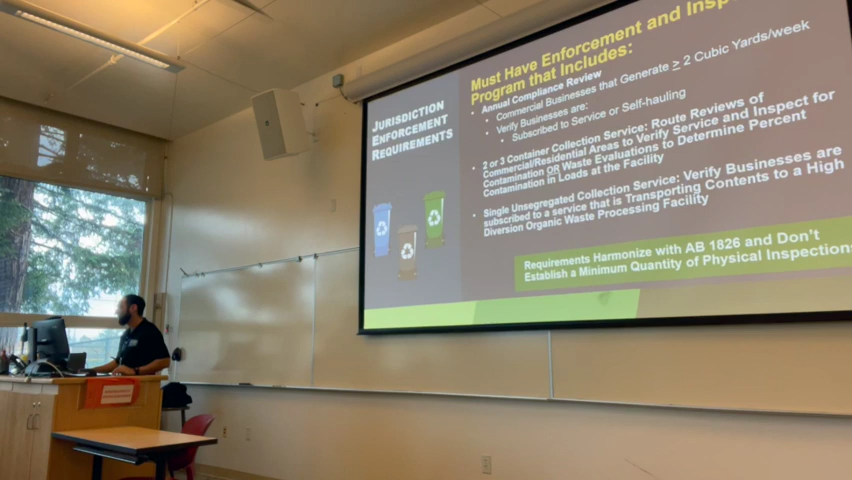 JURISDICTION
ENFORCEMENT
REQUIREMENTS
Must Have Enforcement and
Program that Includes:
• Annual Compliance Review
• Commercial Businesses that Generate ≥ 2 Cubic Yards/week
• Verify Businesses are:
• Subscribed to Service or Self-hauling
• 2 or 3 Container Collection Service: Route Reviews of
Commercial/Residential Areas to Verify Service and Inspect for
Contamination OR Waste Evaluations to Determine Percent
Contamination in Loads at the Facility
• Single Unsegregated Collection Service: Verify Businesses are
subscribed to a service that is Transporting Contents to a High
Diversion Organic Waste Processing Facility
Requirements Harmonize with AB 1826 and Don't
Establish a Minimum Quantity of Physical Inspections